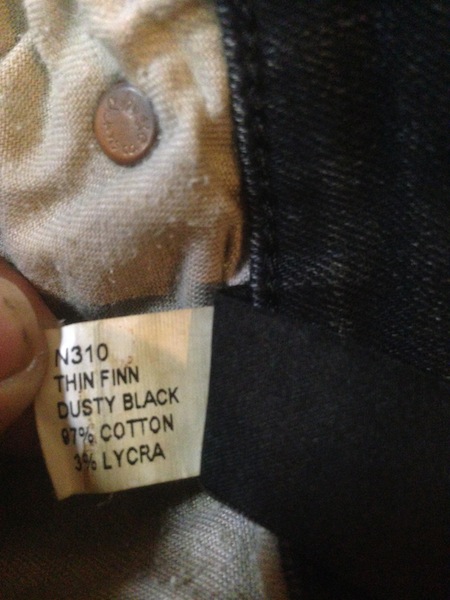 N310
THIN FINN
DUSTY BLACK
97% COTTON
3% LYCRA